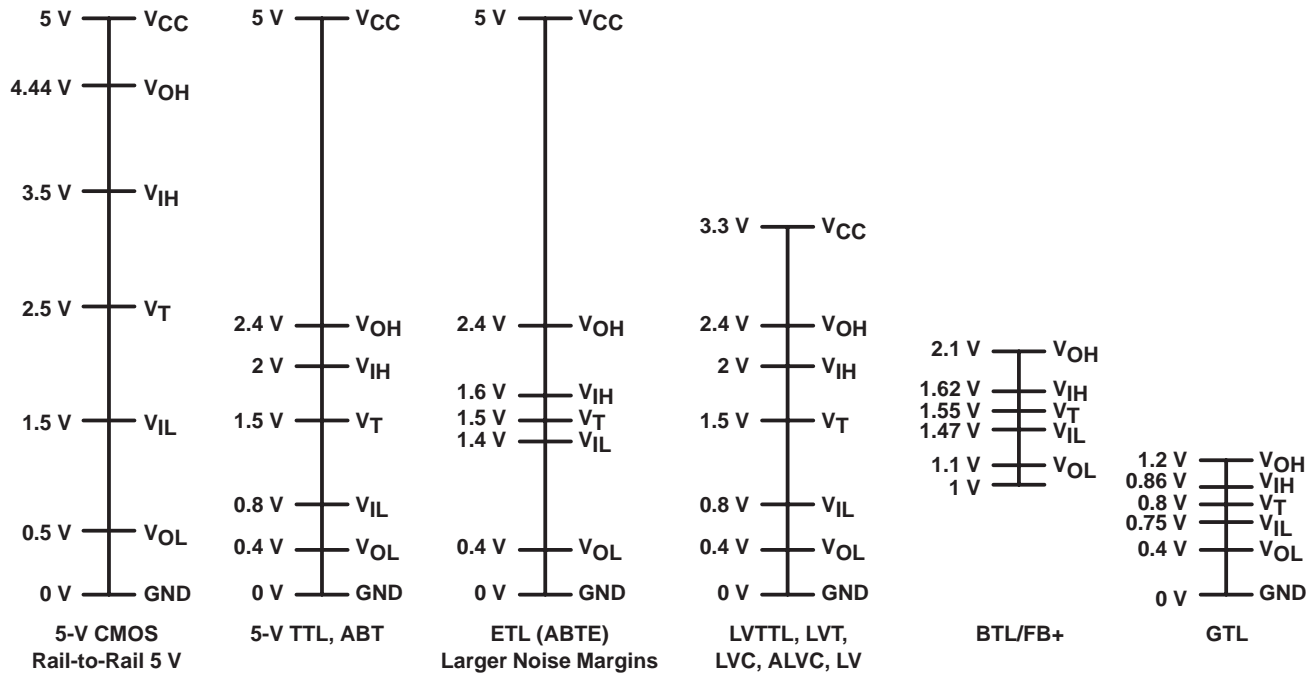 5 V VCC
4.44 V VOH
3.5 V VIH
2.5 V VT
1.5 V VIL
0.5 V VOL
0 V GND
5-V CMOS
Rail-to-Rail 5 V
5 V VCC
2.4 V VOH
2 V VIH
1.5 V VT
0.8 V VIL
0.4 V VOL
0 V GND
5-V TTL, ABT
5 V VCC
2.4 V VOH
1.6 V VIH
1.5 V VT
1.4 V VIL
0.4 V VOL
0 V GND
ETL (ABTE)
Larger Noise Margins
3.3 V VCC
2.4 V VOH
2 V VIH
1.5 V VT
0.8 V VIL
0.4 V VOL
0 V GND
LVTTL, LVT,
LVC, ALVC, LV
2.1 V VOH
1.62 V VIH
1.55 V VT
1.47 V VIL
1.1 V VOL
1 V
BTL/FB+
1.2 V VOH
0.86 V VIH
0.8 V VT
0.75 V VIL
0.4 V VOL
0 V GND
GTL